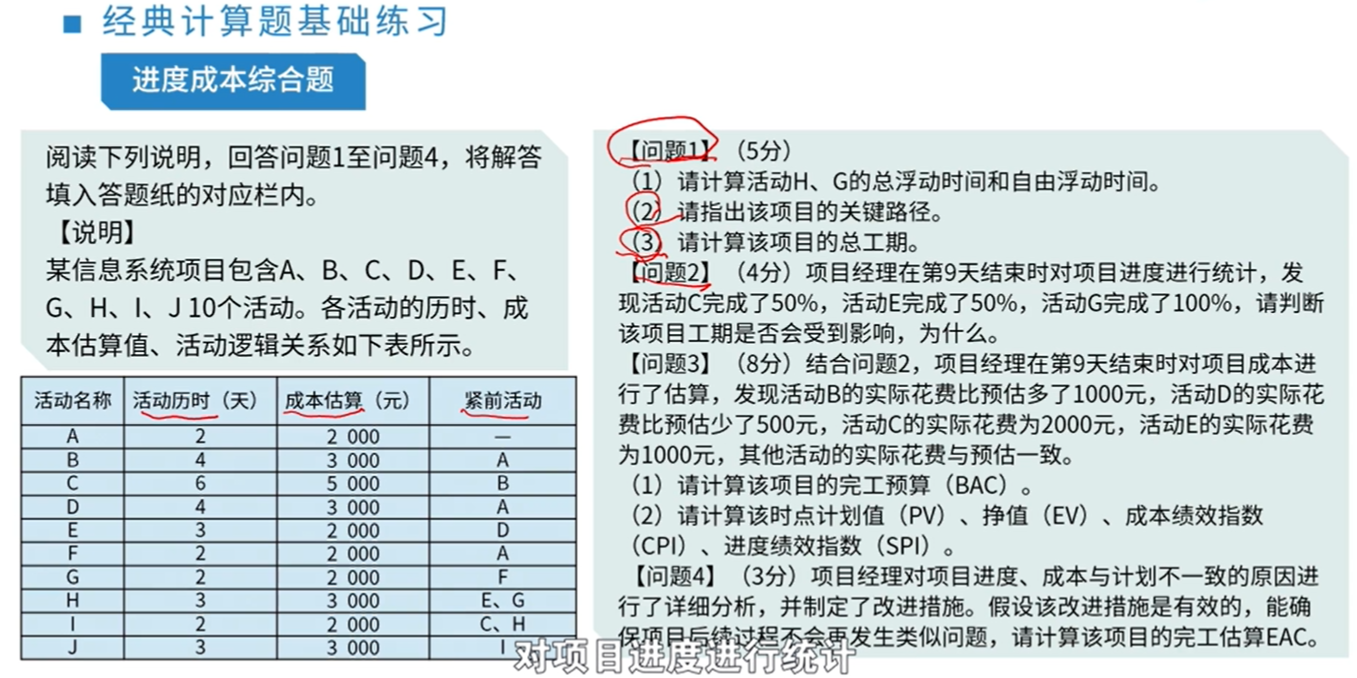 经典计算题基础练习
进度成本综合题
阅读下列说明，回答问题1至问题4，将解答
填入答题纸的对应栏内。
【说明】
某信息系统项目包含A、B、C、D、E、F、
G、H、I、J 10个活动。各活动的历时、成
本估算值、活动逻辑关系如下表所示。
活动名称 活动历时（天） 成本估算（元） 紧前活动
A 2 2 000 —
B 4 3 000 A
C 6 5 000 B
D 4 3 000 A
E 3 2 000 D
F 2 2 000 A
G 2 2 000 F
H 3 3 000 E、G
I 2 2 000 C、H
J 3 3 000 I
【问题1】（5分）
（1）请计算活动H、G的总浮动时间和自由浮动时间。
（2）请指出该项目的关键路径。
（3）请计算该项目的总工期。
【问题2】（4分）项目经理在第9天结束时对项目进度进行统计，发
现活动C完成了50%，活动E完成了50%，活动G完成了100%，请判断
该项目工期是否会受到影响，为什么。
【问题3】（8分）结合问题2，项目经理在第9天结束时对项目成本进
行了估算，发现活动B的实际花费比预估多了1000元，活动D的实际花
费比预估少了500元，活动C的实际花费为2000元，活动E的实际花费
为1000元，其他活动的实际花费与预估一致。
（1）请计算该项目的完工预算（BAC）。
（2）请计算该时点计划值（PV）、挣值（EV）、成本绩效指数
（CPI）、进度绩效指数（SPI）。
【问题4】（3分）项目经理对项目进度、成本与计划不一致的原因进
行了详细分析，并制定了改进措施。假设该改进措施是有效的，能确
保项目后续过程不会再发生类似问题，请计算该项目的完工估算EAC。
对项目进度进行统计